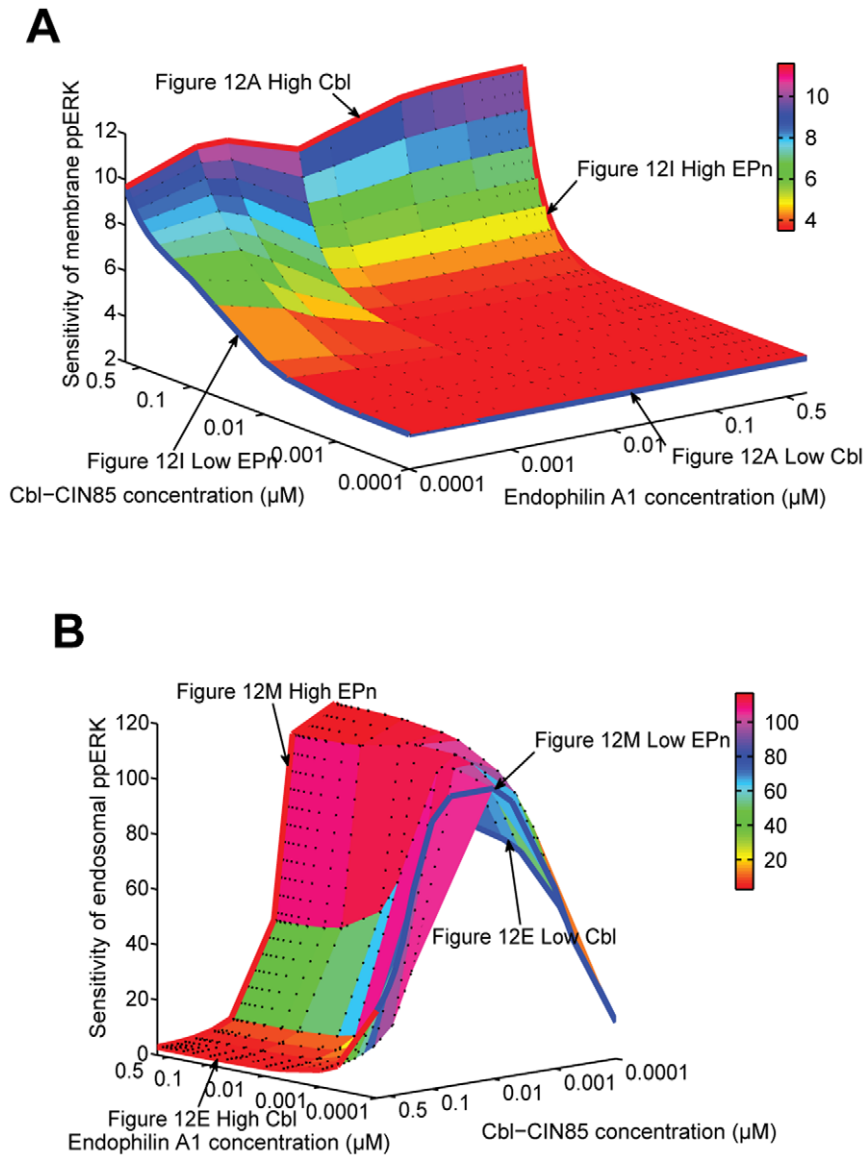 A
Figure 12A High Cbl
Sensitivity of membrane ppERK
12
10
8
6
4
2
10
8
6
4
Figure 12I High EPn
0.5
0.1
0.01
0.001
0.0001
Figure 12I Low EPn
Cbl−CIN85 concentration (μM)
0.0001
0.001
0.01
0.1
0.5
Figure 12A Low Cbl
Endophilin A1 concentration (μM)
B
Figure 12M High EPn
Sensitivity of endosomal ppERK
120
100
80
60
40
20
0
100
80
60
40
20
Figure 12M Low EPn
Figure 12E Low Cbl
0.5
0.1
0.01
0.001
0.0001
Figure 12E High Cbl
Endophilin A1 concentration (μM)
0.5
0.1
0.01
0.001
0.0001
Cbl−CIN85 concentration (μM)